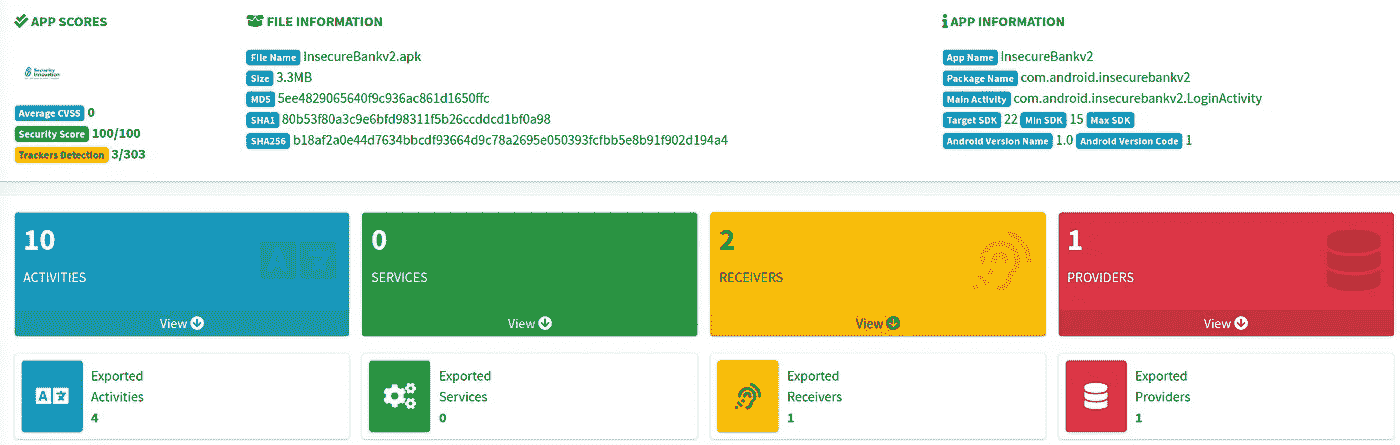 APP SCORES
Security
Innovation
Average CVSS 0
Security Score 100/100
Trackers Detection 3/303
FILE INFORMATION
File Name InsecureBankv2.apk
Size 3.3MB
MD5 5ee4829065640f9c936ac861d1650ffc
SHA1 80b53f80a3c9e6bfd98311f5b26ccddcd1bf0a98
SHA256 b18af2a0e44d7634bbcdf93664d9c78a2695e050393fcfbb5e8b91f902d194a4
APP INFORMATION
App Name InsecureBankv2
Package Name com.android.insecurebankv2
Main Activity com.android.insecurebankv2.LoginActivity
Target SDK 22 Min SDK 15 Max SDK
Android Version Name 1.0 Android Version Code 1
10
ACTIVITIES
View
0
SERVICES
View
2
RECEIVERS
View
1
PROVIDERS
View
Exported
Activities
4
Exported
Services
0
Exported
Receivers
1
Exported
Providers
1